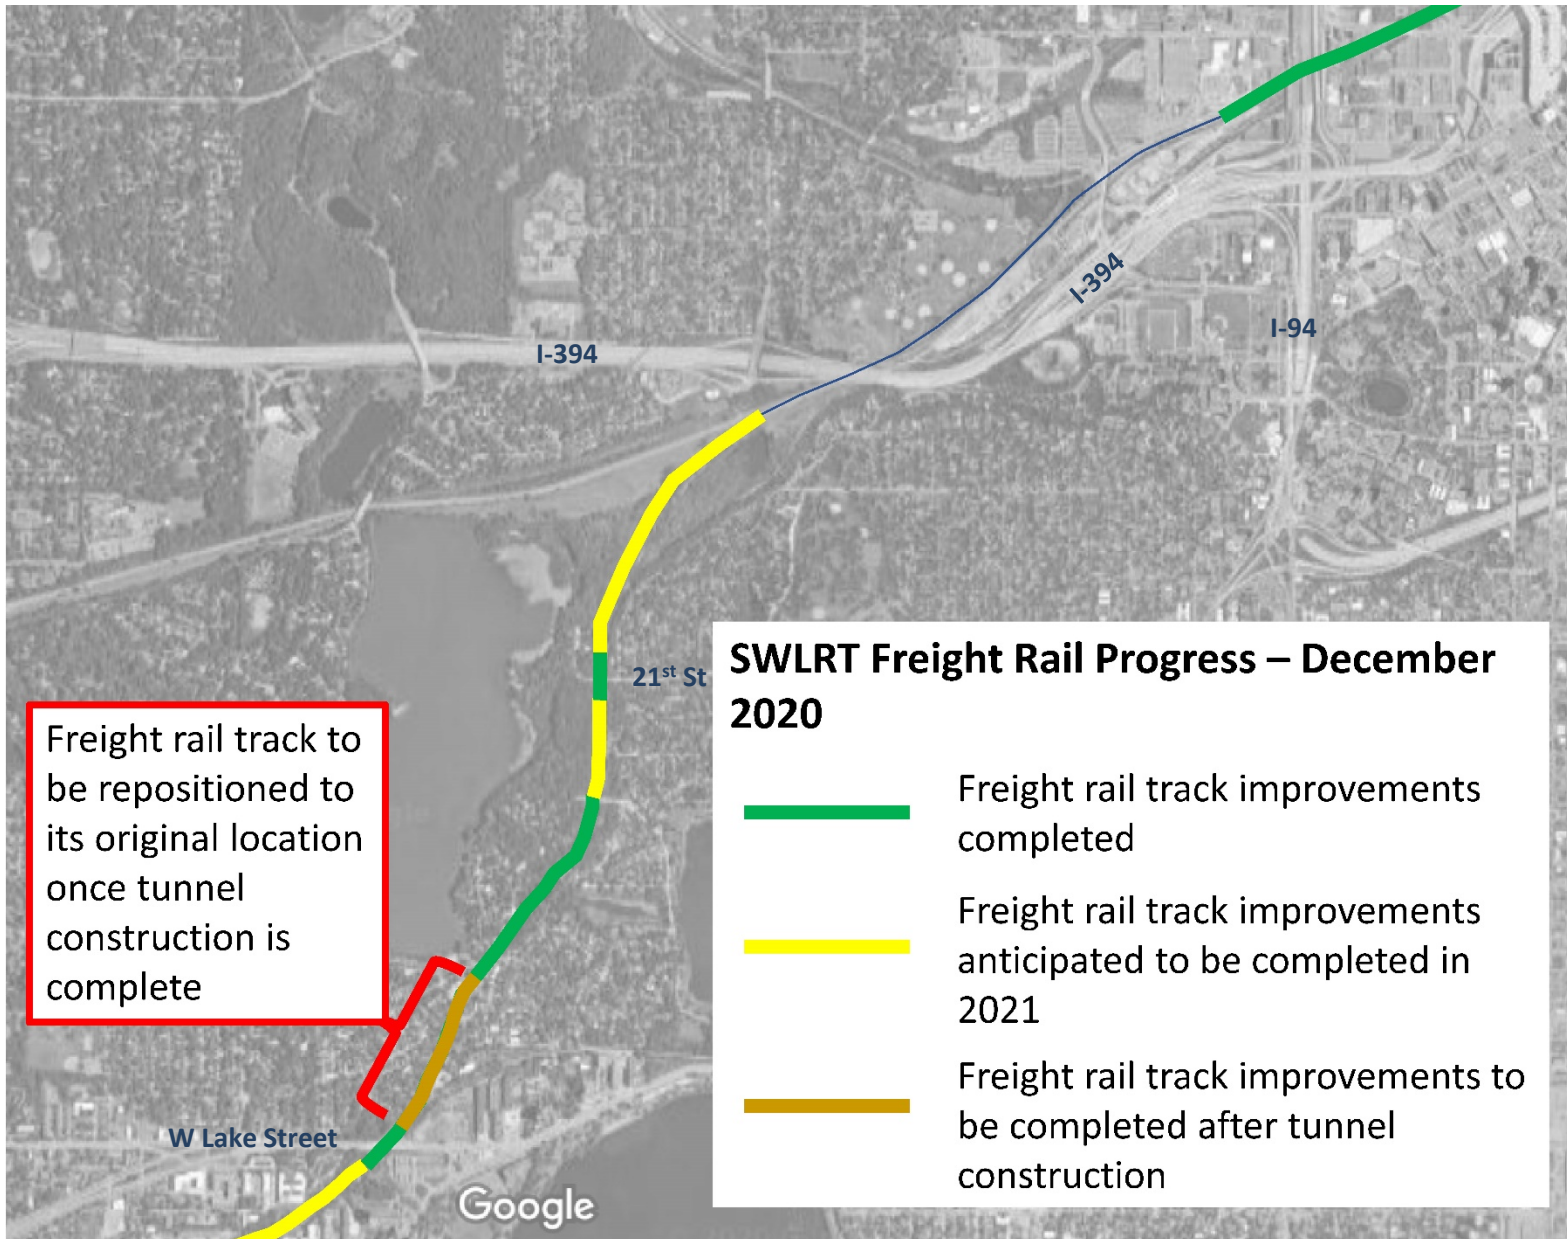 I-394
I-94
I-394
21st St
SWLRT Freight Rail Progress – December
2020
Freight rail track improvements
completed
Freight rail track improvements
anticipated to be completed in
2021
Freight rail track improvements to
be completed after tunnel
construction
Freight rail track to
be repositioned to
its original location
once tunnel
construction is
complete
W Lake Street
Google